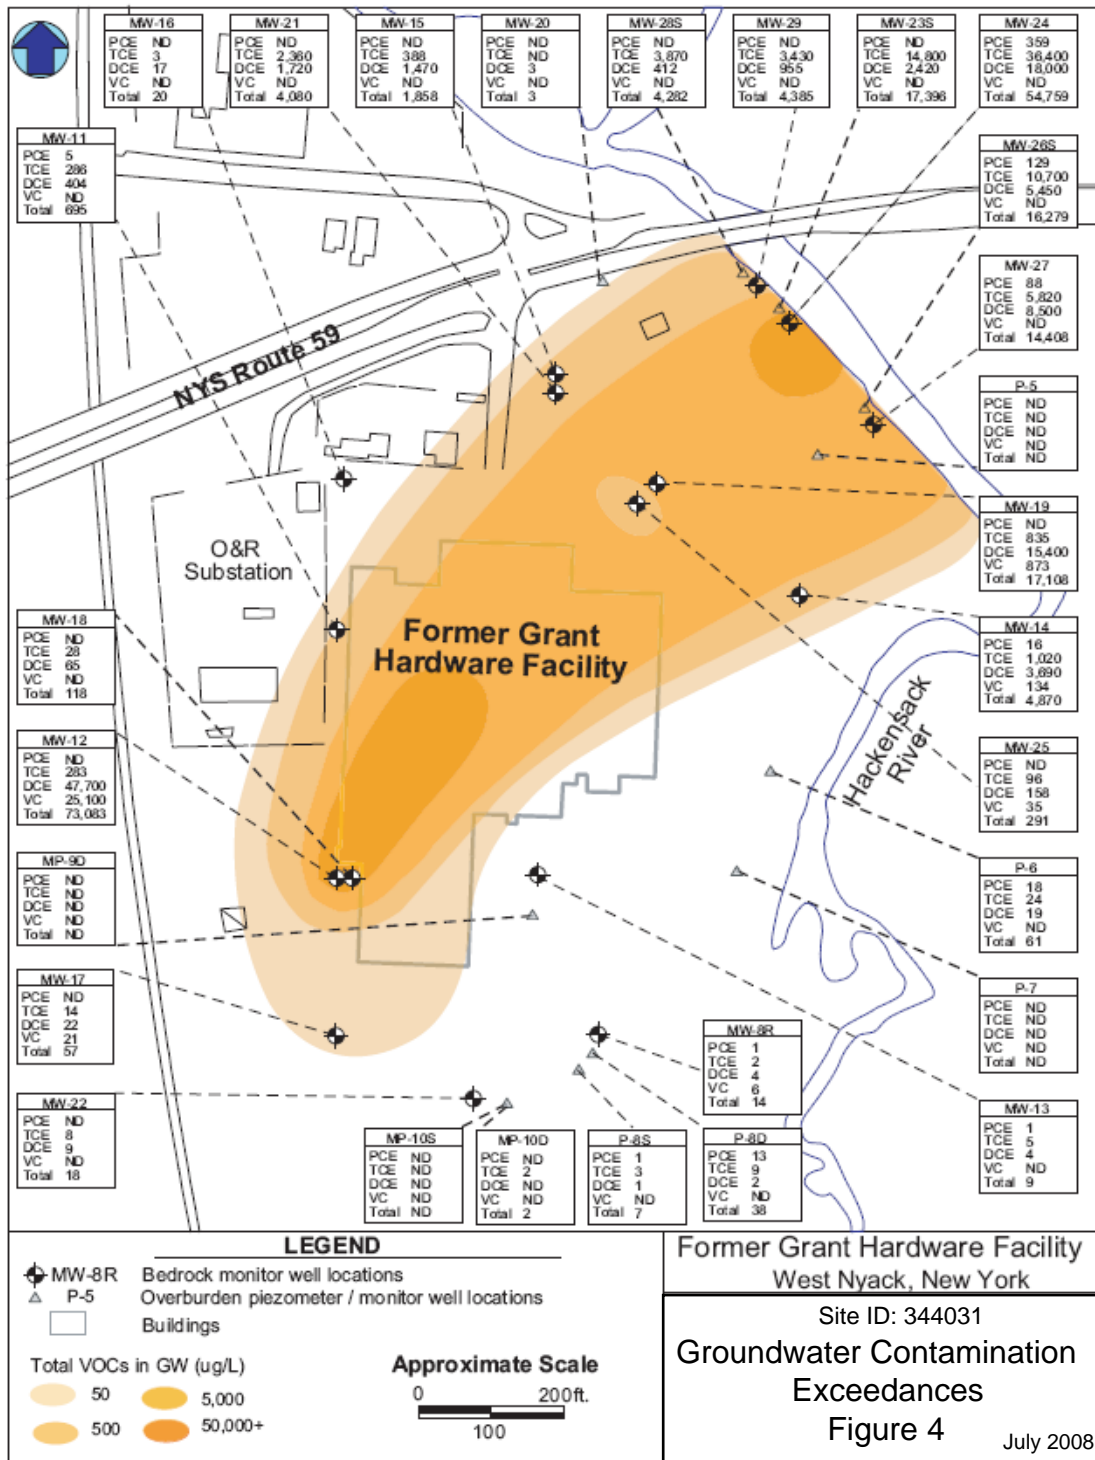 MW-16
PCE ND
TCE 3
DCE 17
VC ND
Total 20
MW-21
PCE ND
TCE 2,360
DCE 1,720
VC ND
Total 4,080
MW-15
PCE ND
TCE 388
DCE 1,470
VC ND
Total 1,858
MW-20
PCE ND
TCE ND
DCE 3
VC ND
Total 3
MW-28S
PCE ND
TCE 3,870
DCE 412
VC ND
Total 4,282
MW-29
PCE ND
TCE 3,430
DCE 955
VC ND
Total 4,385
MW-23S
PCE ND
TCE 14,800
DCE 2,420
VC ND
Total 17,396
MW-24
PCE 359
TCE 36,400
DCE 18,000
VC ND
Total 54,759
MW-11
PCE 5
TCE 286
DCE 404
VC ND
Total 695
MW-26S
PCE 129
TCE 10,700
DCE 5,450
VC ND
Total 16,279
MW-27
PCE 88
TCE 5,820
DCE 8,500
VC ND
Total 14,408
NYS Route 59
P-5
PCE ND
TCE ND
DCE ND
VC ND
Total ND
MW-19
PCE ND
TCE 835
DCE 15,400
VC 873
Total 17,108
O&R
Substation
Former Grant
Hardware Facility
MW-18
PCE ND
TCE 28
DCE 65
VC ND
Total 118
MW-14
PCE 16
TCE 1,020
DCE 3,690
VC 134
Total 4,870
Hackensack
River
MW-12
PCE ND
TCE 283
DCE 47,700
VC 25,100
Total 73,083
MW-25
PCE ND
TCE 96
DCE 158
VC 35
Total 291
MP-9D
PCE ND
TCE ND
DCE ND
VC ND
Total ND
P-6
PCE 18
TCE 24
DCE 19
VC ND
Total 61
MW-17
PCE ND
TCE 14
DCE 22
VC 21
Total 57
P-7
PCE ND
TCE ND
DCE ND
VC ND
Total ND
MW-8R
PCE 1
TCE 2
DCE 4
VC 6
Total 14
MW-22
PCE ND
TCE 8
DCE 9
VC ND
Total 18
MP-10S
PCE ND
TCE ND
DCE ND
VC ND
Total ND
MP-10D
PCE ND
TCE 2
DCE ND
VC ND
Total 2
P-8S
PCE 1
TCE 3
DCE 1
VC ND
Total 7
P-8D
PCE 13
TCE 9
DCE 2
VC ND
Total 38
MW-13
PCE 1
TCE 5
DCE 4
VC ND
Total 9
LEGEND
MW-8R Bedrock monitor well locations
P-5 Overburden piezometer / monitor well locations
Buildings
Total VOCs in GW (ug/L)
50
5,000
500
50,000+
Approximate Scale
0 200ft.
100
Former Grant Hardware Facility
West Nyack, New York
Site ID: 344031
Groundwater Contamination
Exceedances
Figure 4
July 2008